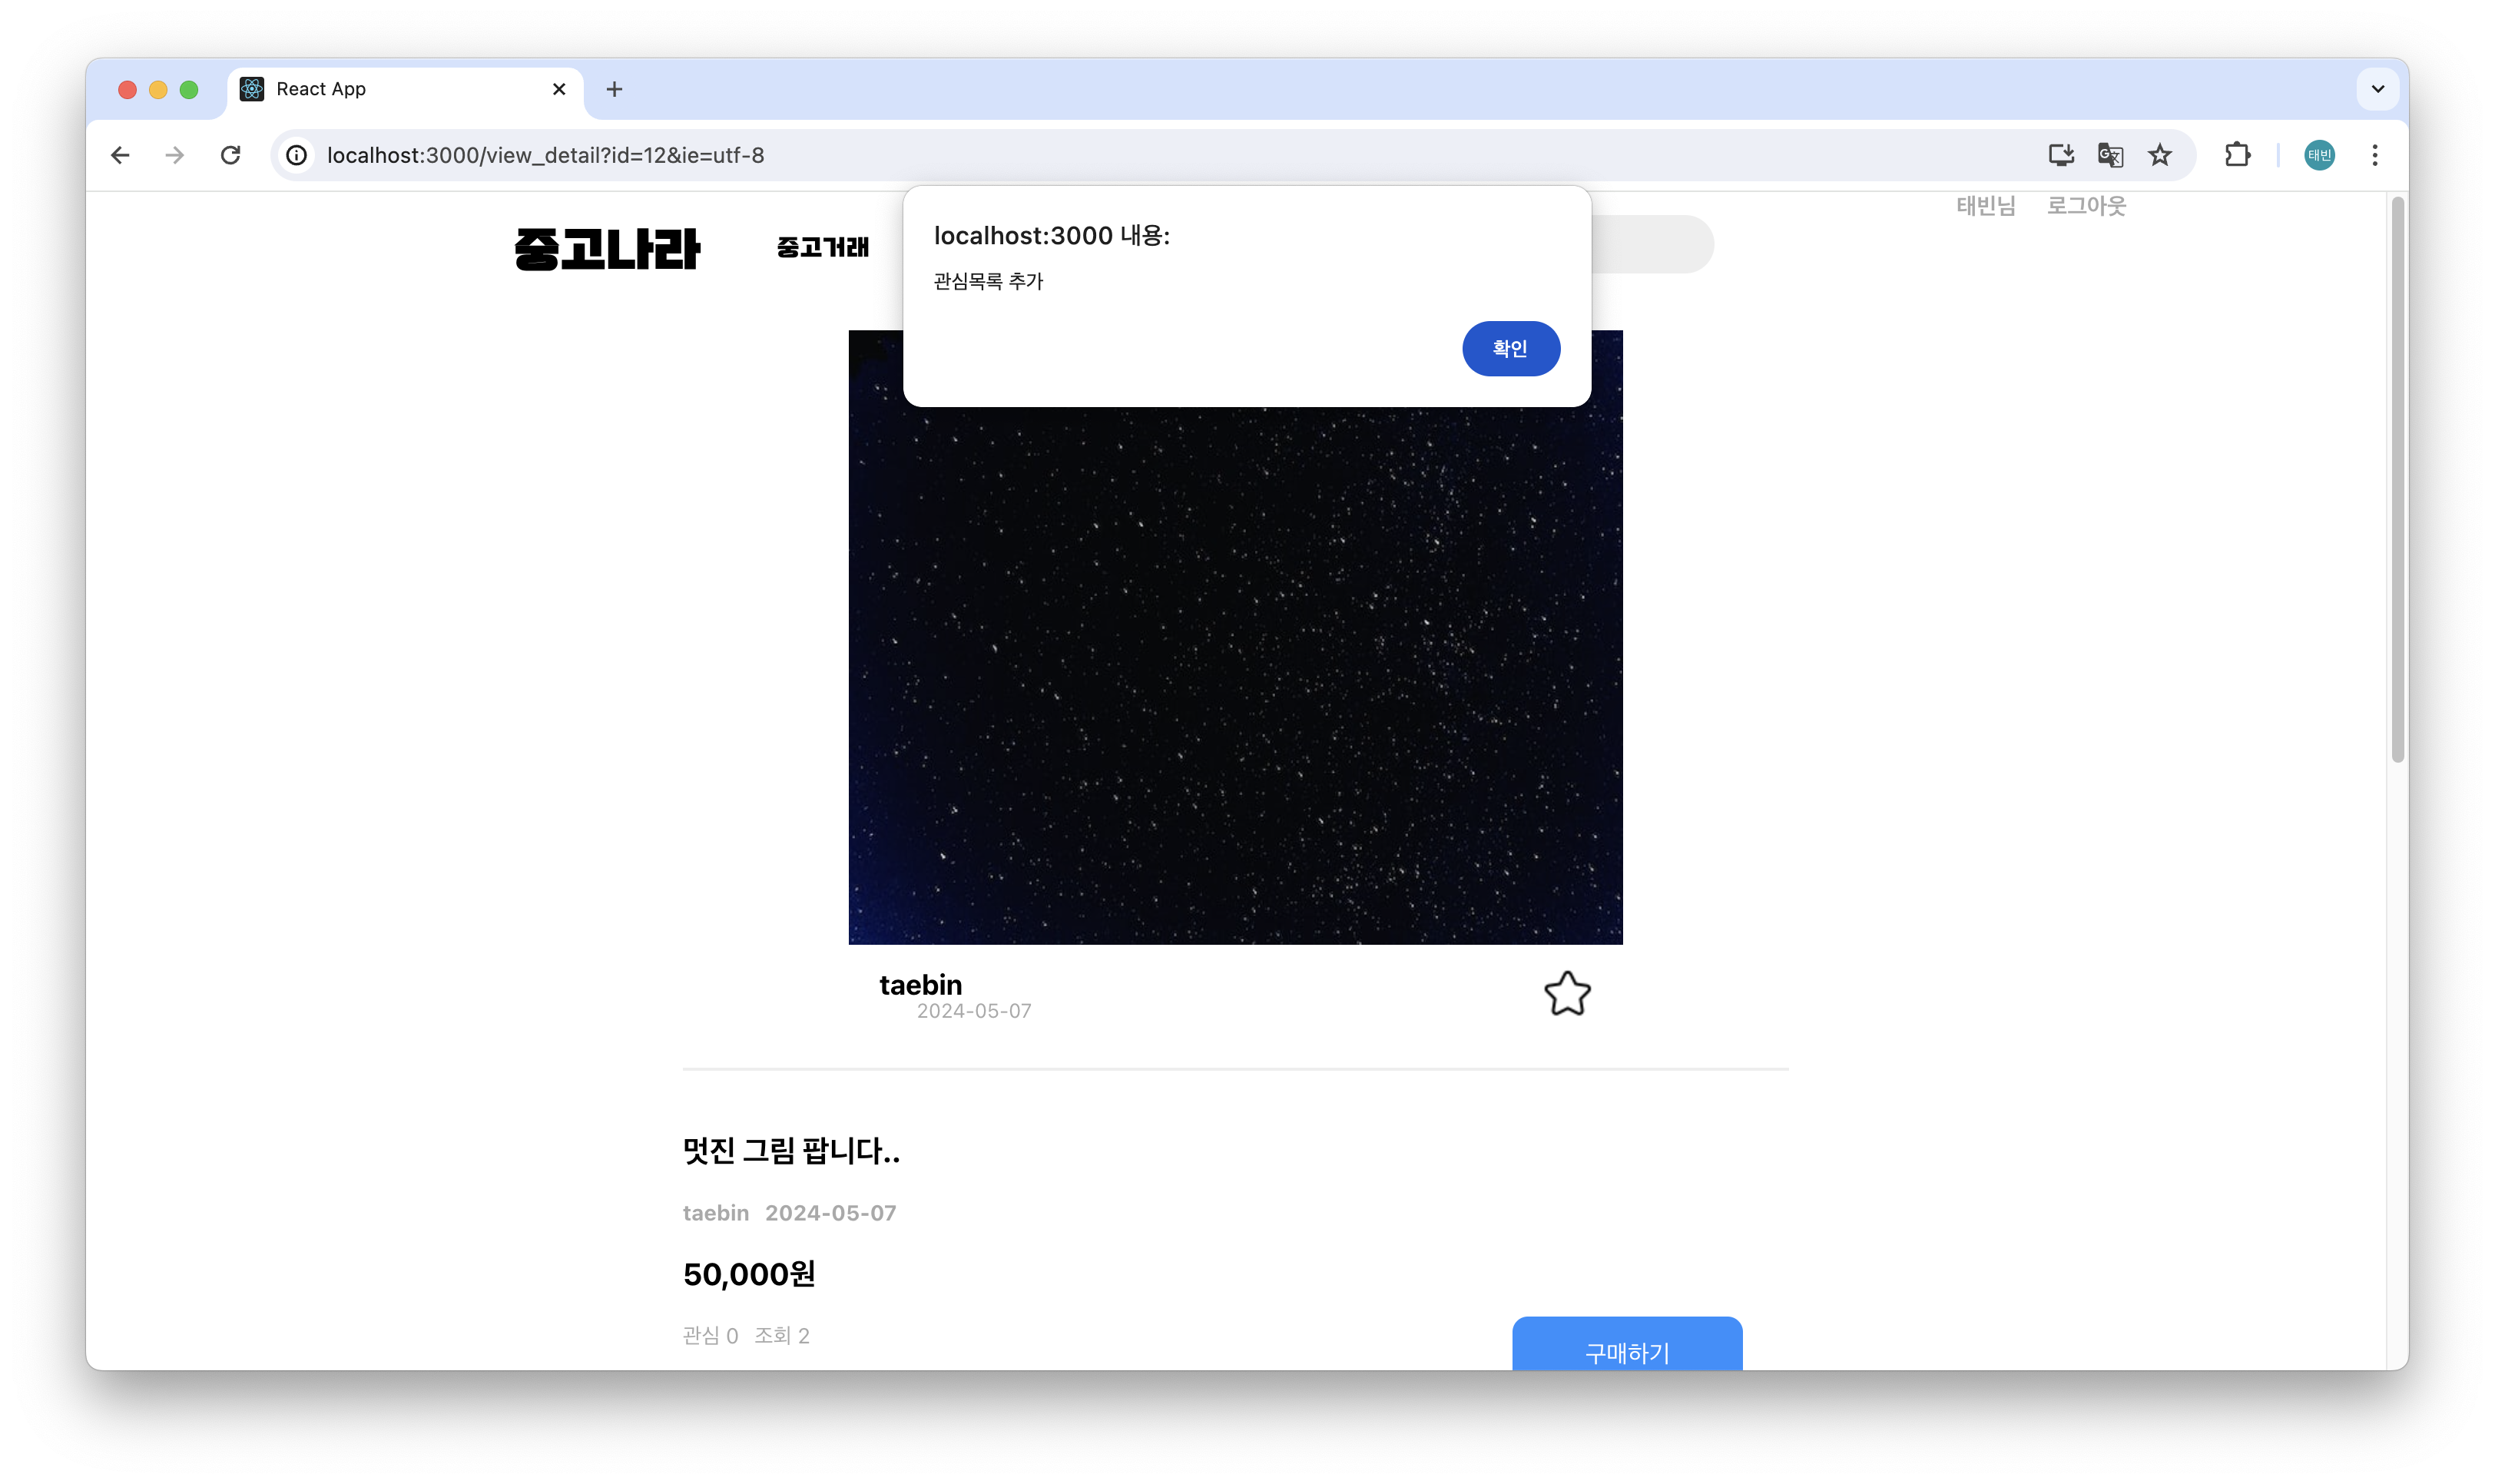 React App
localhost:3000/view_detail?id=12&ie=utf-8
태빈
태빈님 로그아웃
중고나라 중고거래
localhost:3000 내용:
관심목록 추가
확인
taebin
2024-05-07
멋진 그림 팝니다..
taebin 2024-05-07
50,000원
관심 0 조회 2
구매하기